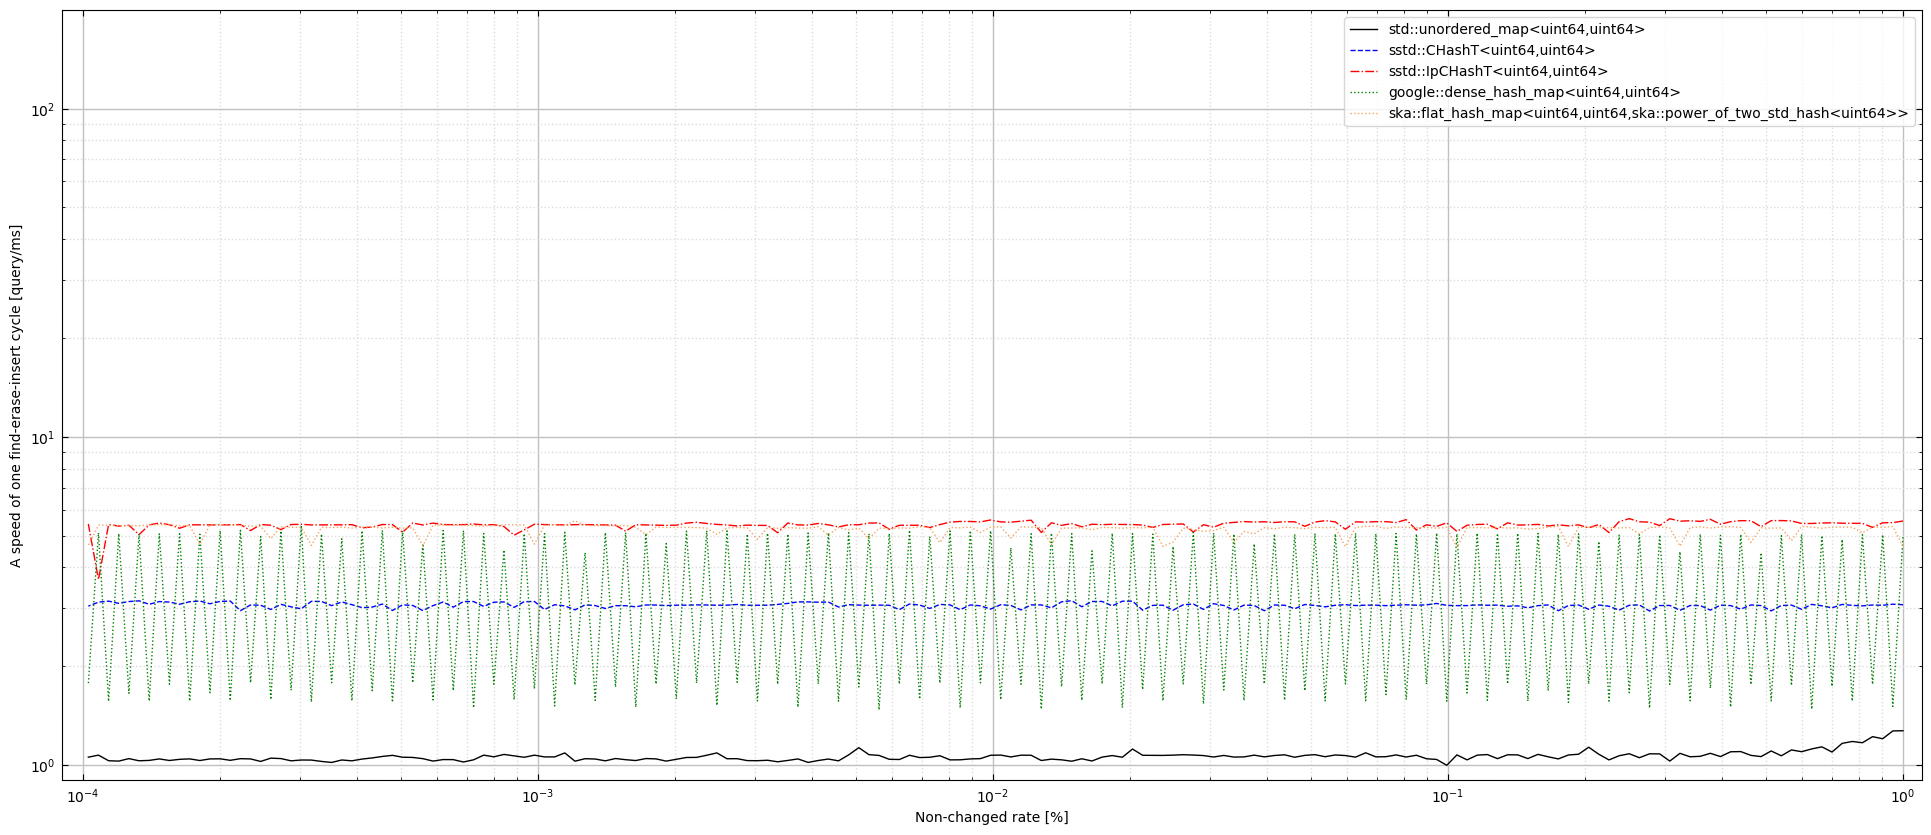 std::unordered_map<uint64,uint64>
sstd::CHashT<uint64,uint64>
sstd::IpCHashT<uint64,uint64>
google::dense_hash_map<uint64,uint64>
ska::flat_hash_map<uint64,uint64,ska::power_of_two_std_hash<uint64>>
A speed of one find-erase-insert cycle [query/ms]
10²
10¹
10⁰
10⁻⁴
10⁻³
10⁻²
10⁻¹
10⁰
Non-changed rate [%]